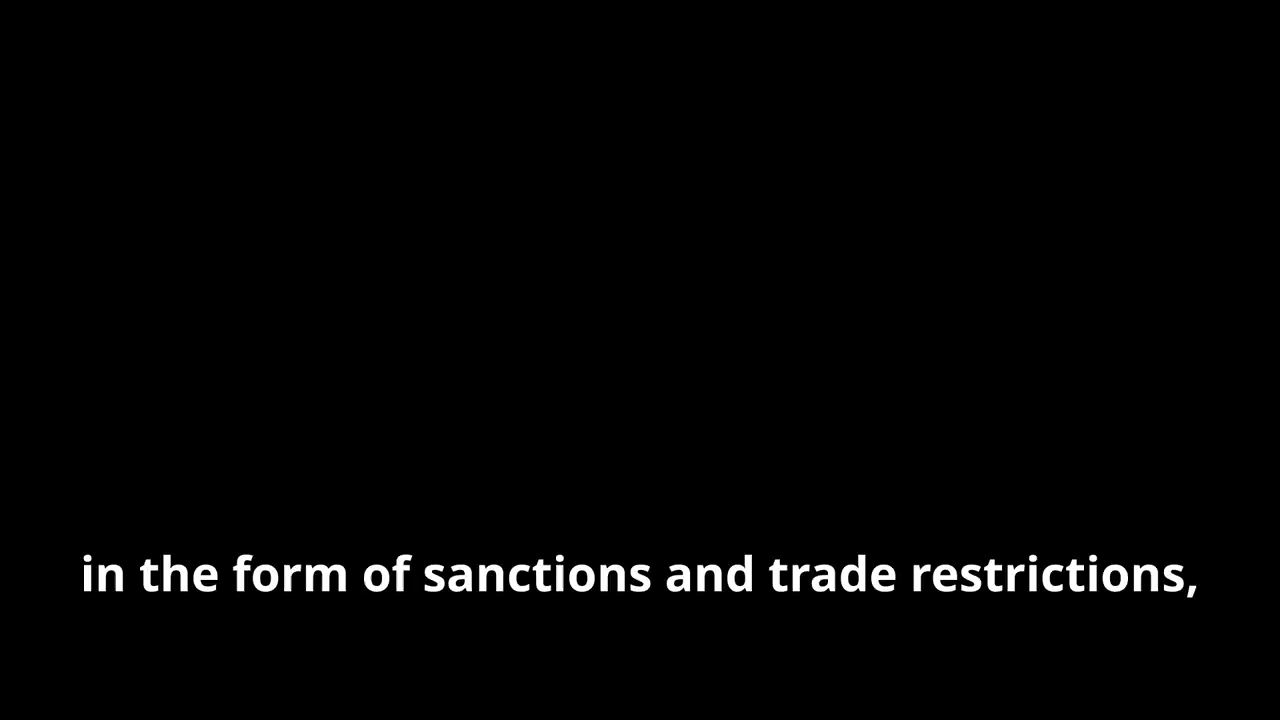 in the form of sanctions and trade restrictions,